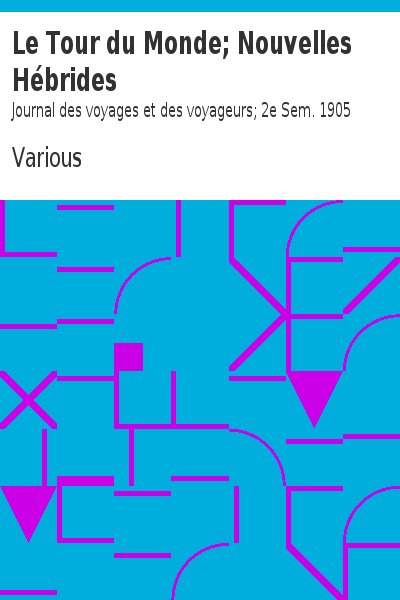 Le Tour du Monde; Nouvelles
Hébrides
Journal des voyages et des voyageurs; 2e Sem. 1905
Various